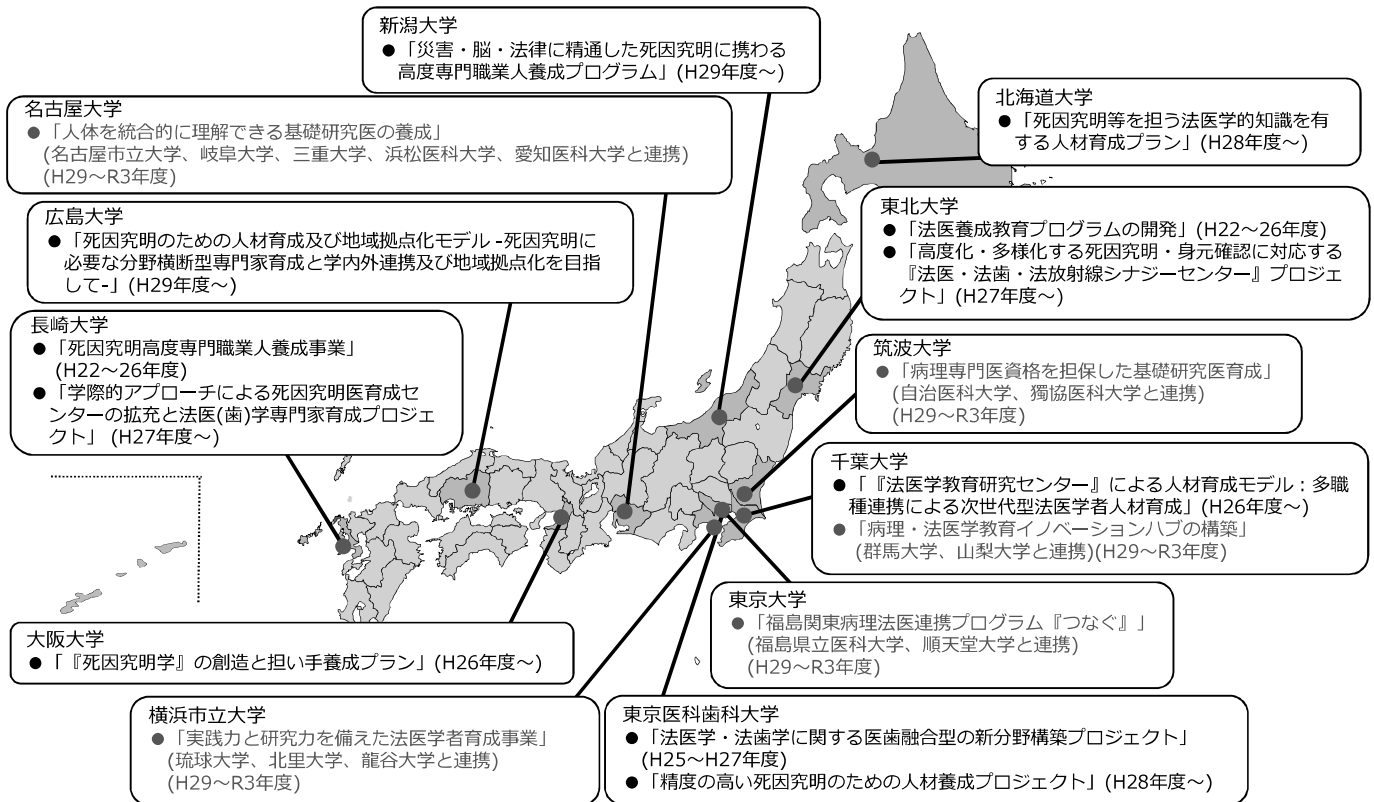 新潟大学
●「災害・脳・法律に精通した死因究明に携わる
高度専門職業人養成プログラム」(H29年度～)
名古屋大学
●「人体を統合的に理解できる基礎研究医の養成」
(名古屋市立大学、岐阜大学、三重大学、浜松医科大学、愛知医科大学と連携)
(H29～R3年度)
北海道大学
●「死因究明等を担う法医学的知識を有
する人材育成プラン」(H28年度～)
広島大学
●「死因究明のための人材育成及び地域拠点化モデル -死因究明に
必要な分野横断型専門家育成と学内外連携及び地域拠点化を目指
して-」(H29年度～)
東北大学
●「法医養成教育プログラムの開発」(H22～26年度)
●「高度化・多様化する死因究明・身元確認に対応する
『法医・法歯・法放射線シナジーセンター』プロジェ
クト」(H27年度～)
長崎大学
●「死因究明高度専門職業人養成事業」
(H22～26年度)
●「学際的アプローチによる死因究明医育成セ
ンターの拡充と法医(歯)学専門家育成プロジェ
クト」 (H27年度～)
筑波大学
●「病理専門医資格を担保した基礎研究医育成」
(自治医科大学、獨協医科大学と連携)
(H29～R3年度)
千葉大学
●「『法医学教育研究センター』による人材育成モデル：多職
種連携による次世代型法医学者人材育成」(H26年度～)
●「病理・法医学教育イノベーションハブの構築」
(群馬大学、山梨大学と連携)(H29～R3年度)
東京大学
●「福島関東病理法医連携プログラム『つなぐ』」
(福島県立医科大学、順天堂大学と連携)
(H29～R3年度)
大阪大学
●「『死因究明学』の創造と担い手養成プラン」(H26年度～)
横浜市立大学
●「実践力と研究力を備えた法医学者育成事業」
(琉球大学、北里大学、龍谷大学と連携)
(H29～R3年度)
東京医科歯科大学
●「法医学・法歯学に関する医歯融合型の新分野構築プロジェクト」
(H25～H27年度)
●「精度の高い死因究明のための人材養成プロジェクト」(H28年度～)